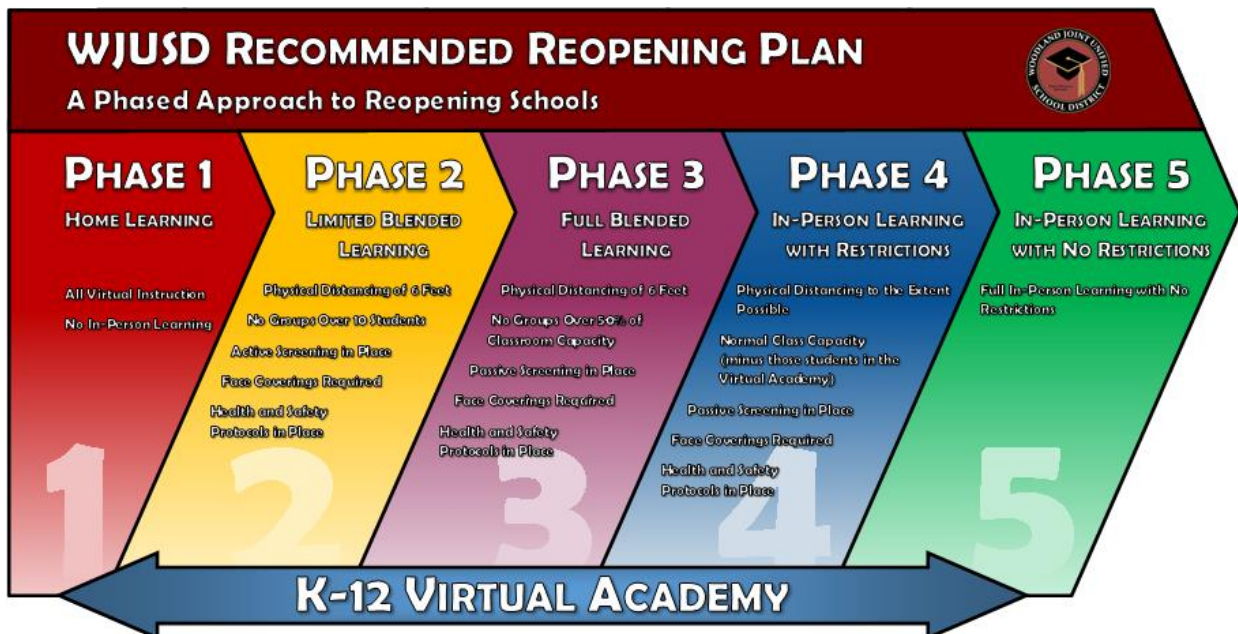 WJUSD RECOMMENDED REOPENING PLAN
A Phased Approach to Reopening Schools
WOODLAND JOINT UNIFIED
SCHOOL DISTRICT
PHASE 1
HOME LEARNING
All Virtual Instruction
No In-Person Learning
1
PHASE 2
LIMITED BLENDED
LEARNING
Physical Distancing of 6 Feet
No Groups Over 10 Students
Active Screening in Place
Face Coverings Required
Health and Safety
Protocols in Place
2
PHASE 3
FULL BLENDED
LEARNING
Physical Distancing of 6 Feet
No Groups Over 50% of
Classroom Capacity
Passive Screening in Place
Face Coverings Required
Health and Safety
Protocols in Place
3
PHASE 4
IN-PERSON LEARNING
WITH RESTRICTIONS
Physical Distancing to the Extent
Possible
Normal Class Capacity
(minus those students in the
Virtual Academy)
Passive Screening in Place
Face Coverings Required
Health and Safety
Protocols in Place
4
PHASE 5
IN-PERSON LEARNING
WITH NO RESTRICTIONS
Full In-Person Learning with No
Restrictions
5
K-12 VIRTUAL ACADEMY